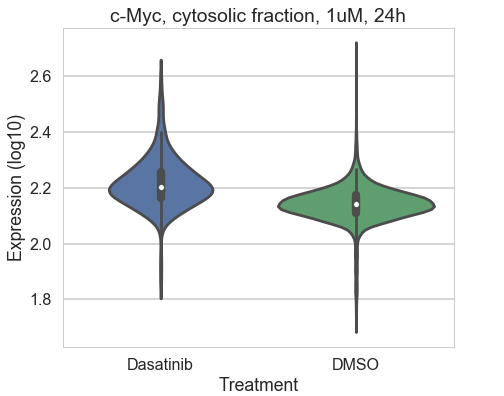 c-Myc, cytosolic fraction, 1uM, 24h
Expression (log10)
2.6
2.4
2.2
2.0
1.8
Dasatinib DMSO
Treatment